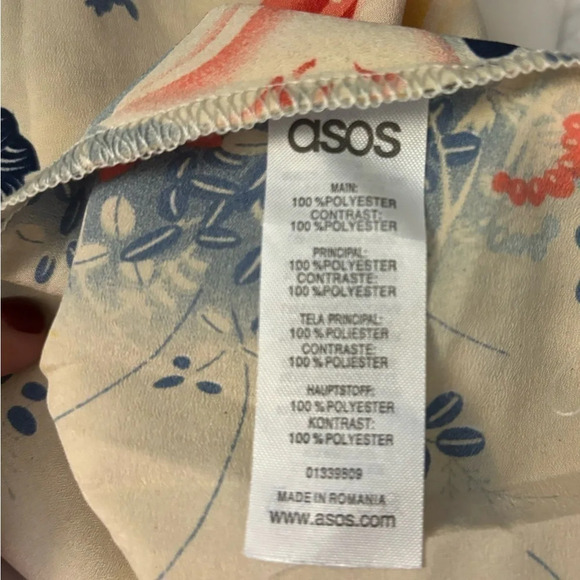 asos
MAIN:
100 %POLYESTER
CONTRAST:
100 %POLYESTER
PRINCIPAL:
100 %POLYESTER
CONTRASTE:
100 %POLYESTER
TELA PRINCIPAL:
100 % POLIESTER
CONTRASTE:
100 % POLIESTER
HAUPTSTOFF:
100 % POLYESTER
KONTRAST:
100 % POLYESTER
01339809
MADE IN ROMANIA
www.asos.com